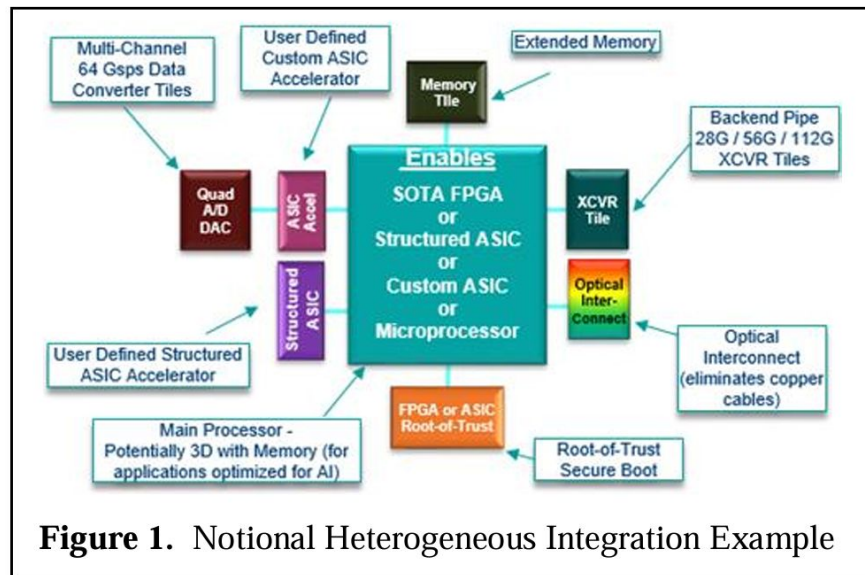 Multi-Channel
64 Gsps Data
Converter Tiles
User Defined
Custom ASIC
Accelerator
Extended Memory
Memory
Tile
Backend Pipe
28G / 56G / 112G
XCVR Tiles
Quad
A/D
DAC
ASIC
Accel
Enables
SOTA FPGA
or
Structured ASIC
or
Custom ASIC
or
Microprocessor
XCVR
Tile
Structured
ASIC
Optical
Inter-
Connect
User Defined Structured
ASIC Accelerator
Optical
Interconnect
(eliminates copper
cables)
FPGA or ASIC
Root-of-Trust
Main Processor -
Potentially 3D with Memory (for
applications optimized for AI)
Root-of-Trust
Secure Boot
Figure 1. Notional Heterogeneous Integration Example